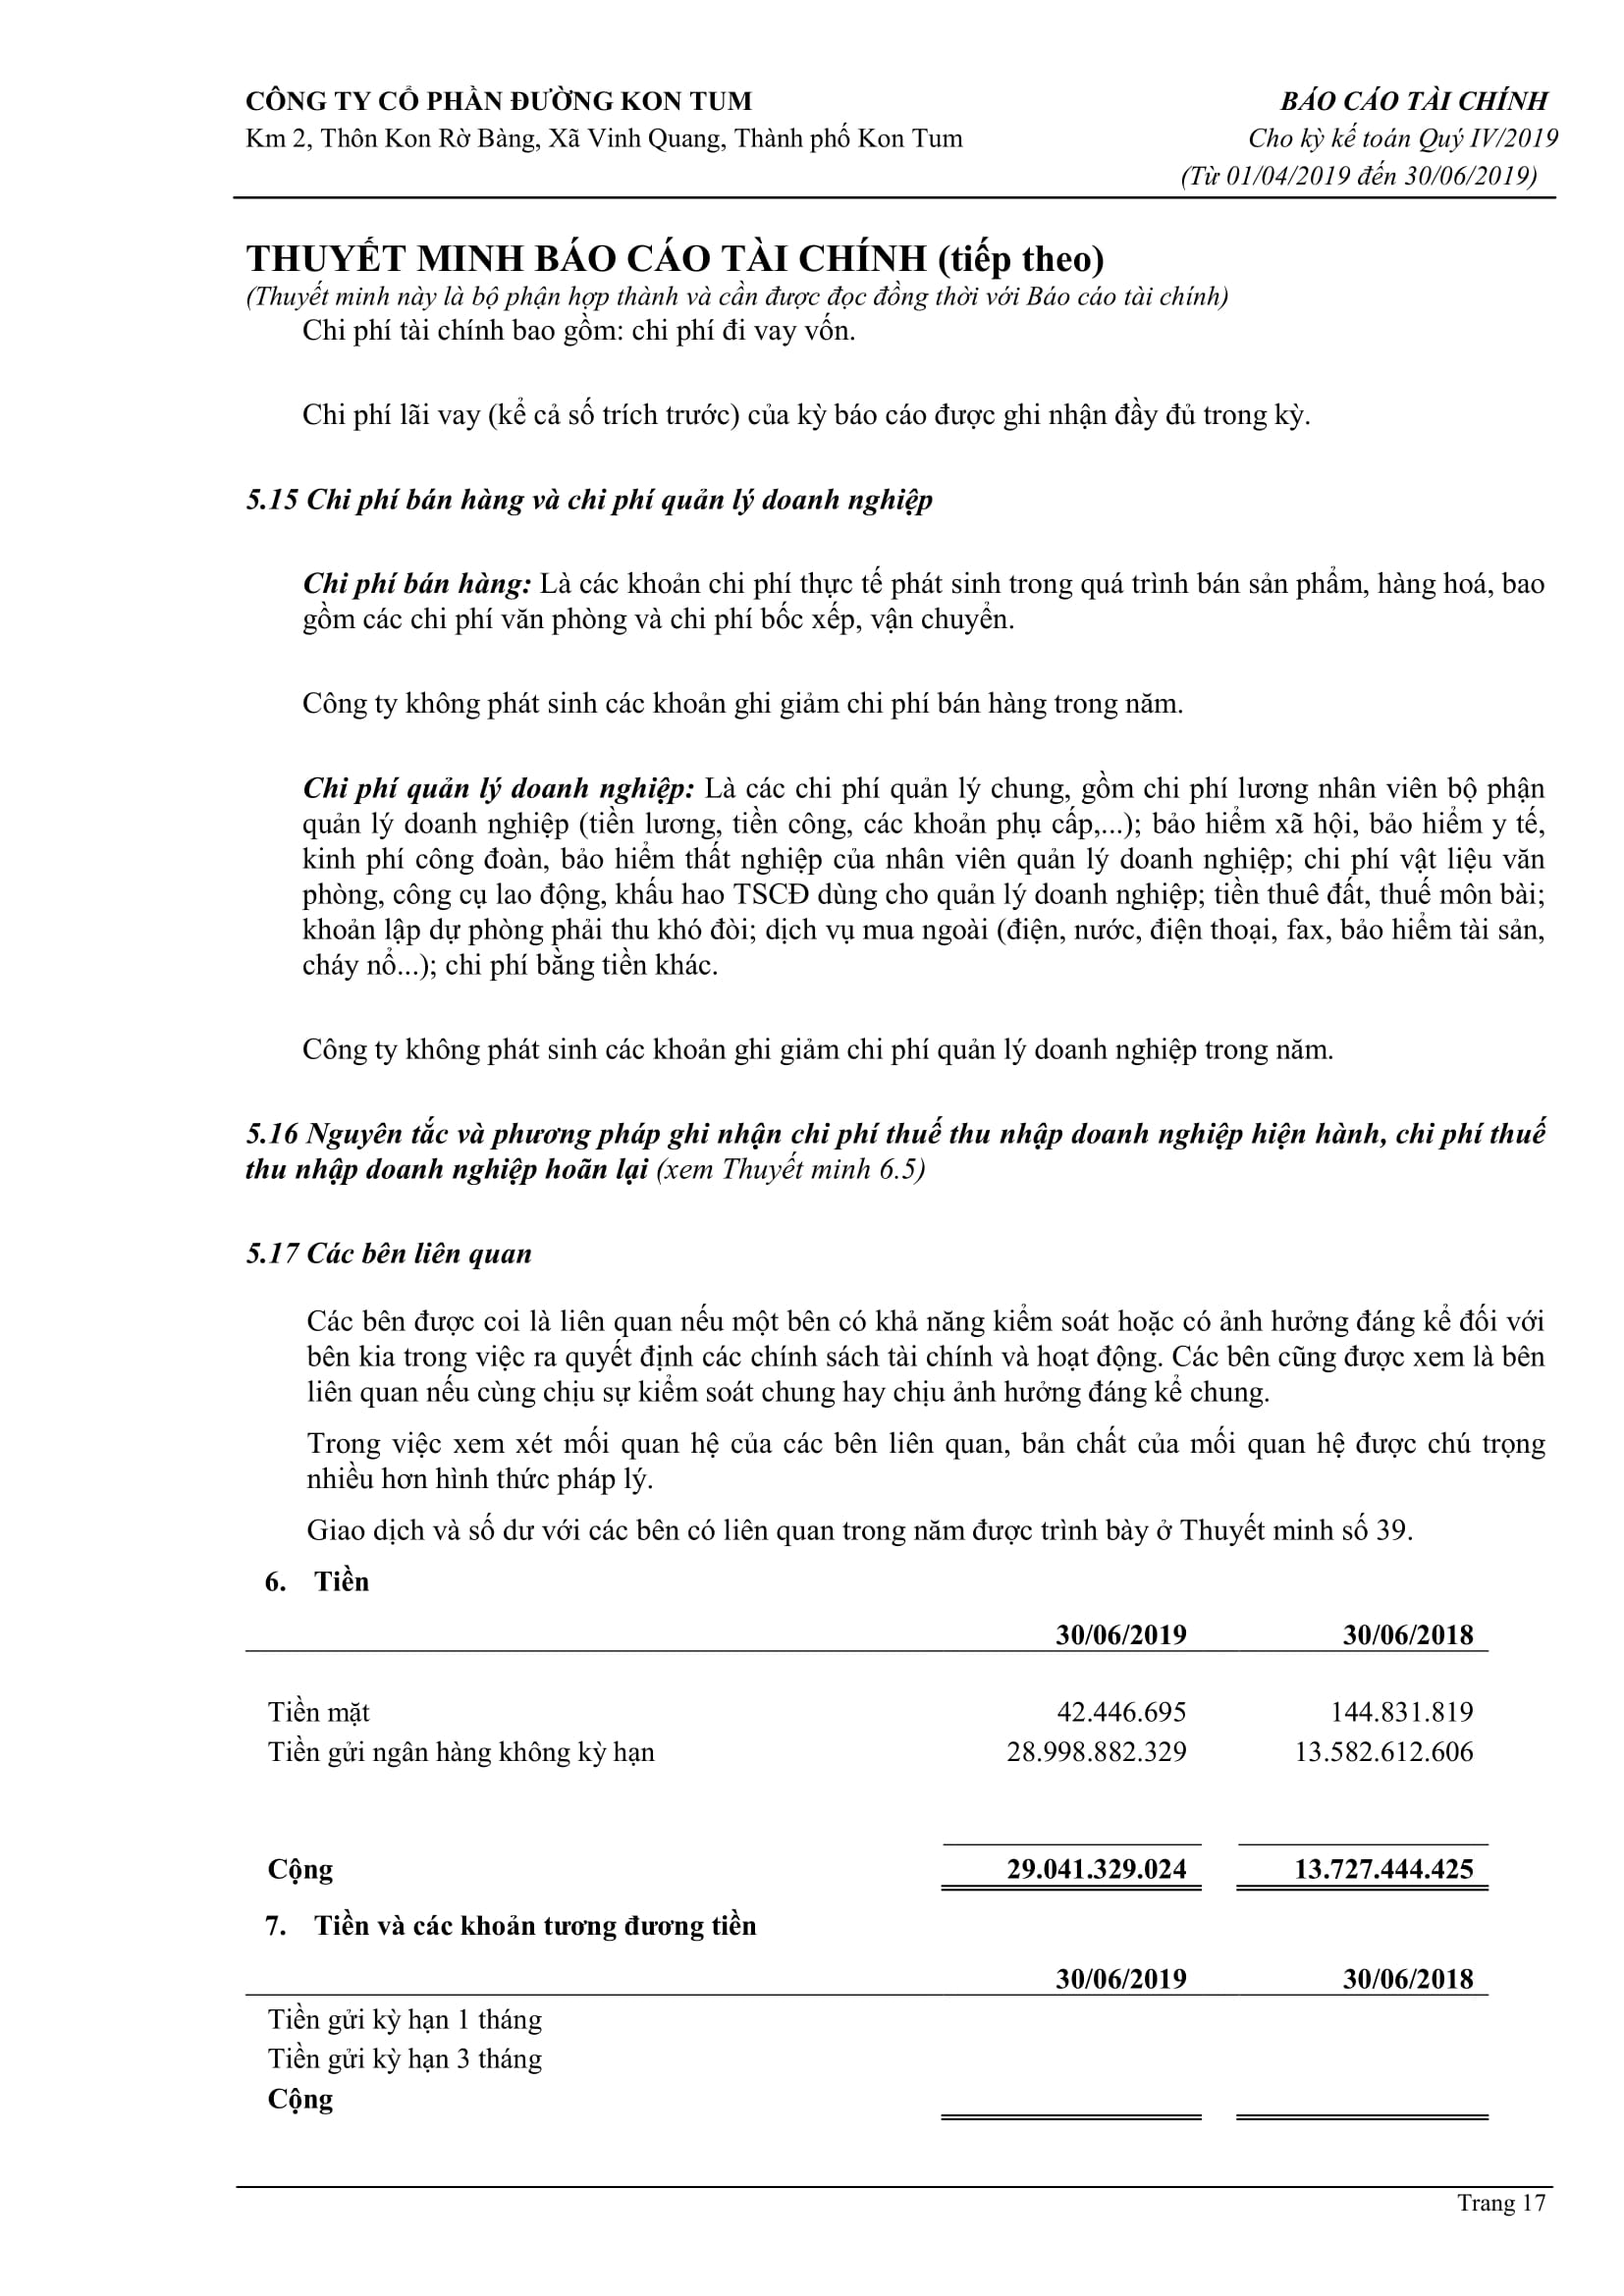 CÔNG TY CỔ PHẦN ĐƯỜNG KON TUM
BÁO CÁO TÀI CHÍNH
Km 2, Thôn Kon Rờ Bàng, Xã Vinh Quang, Thành phố Kon Tum
Cho kỳ kế toán Quý IV/2019
(Từ 01/04/2019 đến 30/06/2019)
THUYẾT MINH BÁO CÁO TÀI CHÍNH (tiếp theo)
(Thuyết minh này là bộ phận hợp thành và cần được đọc đồng thời với Báo cáo tài chính)
Chi phí tài chính bao gồm: chi phí đi vay vốn.
Chi phí lãi vay (kể cả số trích trước) của kỳ báo cáo được ghi nhận đầy đủ trong kỳ.
5.15 Chi phí bán hàng và chi phí quản lý doanh nghiệp
Chi phí bán hàng: Là các khoản chi phí thực tế phát sinh trong quá trình bán sản phẩm, hàng hoá, bao
gồm các chi phí văn phòng và chi phí bốc xếp, vận chuyển.
Công ty không phát sinh các khoản ghi giảm chi phí bán hàng trong năm.
Chi phí quản lý doanh nghiệp: Là các chi phí quản lý chung, gồm chi phí lương nhân viên bộ phận
quản lý doanh nghiệp (tiền lương, tiền công, các khoản phụ cấp,...); bảo hiểm xã hội, bảo hiểm y tế,
kinh phí công đoàn, bảo hiểm thất nghiệp của nhân viên quản lý doanh nghiệp; chi phí vật liệu văn
phòng, công cụ lao động, khấu hao TSCĐ dùng cho quản lý doanh nghiệp; tiền thuê đất, thuế môn bài;
khoản lập dự phòng phải thu khó đòi; dịch vụ mua ngoài (điện, nước, điện thoại, fax, bảo hiểm tài sản,
cháy nổ...); chi phí bằng tiền khác.
Công ty không phát sinh các khoản ghi giảm chi phí quản lý doanh nghiệp trong năm.
5.16 Nguyên tắc và phương pháp ghi nhận chi phí thuế thu nhập doanh nghiệp hiện hành, chi phí thuế
thu nhập doanh nghiệp hoãn lại (xem Thuyết minh 6.5)
5.17 Các bên liên quan
Các bên được coi là liên quan nếu một bên có khả năng kiểm soát hoặc có ảnh hưởng đáng kể đối với
bên kia trong việc ra quyết định các chính sách tài chính và hoạt động. Các bên cũng được xem là bên
liên quan nếu cùng chịu sự kiểm soát chung hay chịu ảnh hưởng đáng kể chung.
Trong việc xem xét mối quan hệ của các bên liên quan, bản chất của mối quan hệ được chú trọng
nhiều hơn hình thức pháp lý.
Giao dịch và số dư với các bên có liên quan trong năm được trình bày ở Thuyết minh số 39.
6. Tiền
30/06/2019 30/06/2018
Tiền mặt 42.446.695 144.831.819
Tiền gửi ngân hàng không kỳ hạn 28.998.882.329 13.582.612.606
Cộng 29.041.329.024 13.727.444.425
7. Tiền và các khoản tương đương tiền
30/06/2019 30/06/2018
Tiền gửi kỳ hạn 1 tháng
Tiền gửi kỳ hạn 3 tháng
Cộng
Trang 17